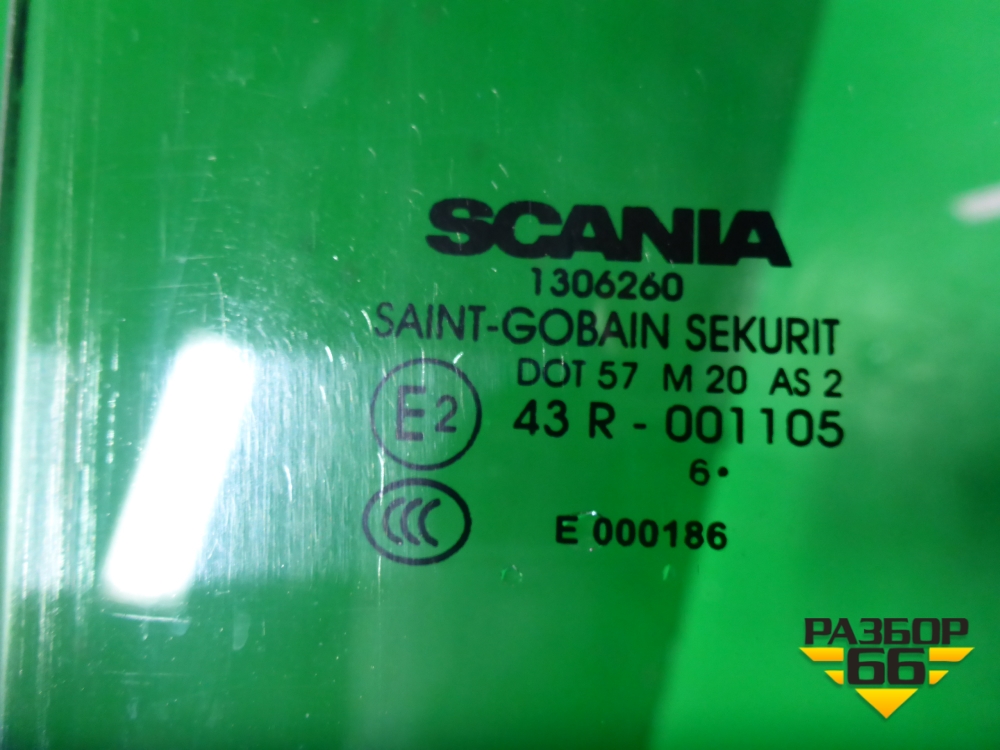 SCANIA
1306260
SAINT-GOBAIN SEKURIT
DOT 57 M 20 AS 2
E2 43 R - 001105
6•
CCC E 000186
РАЗБОР
66